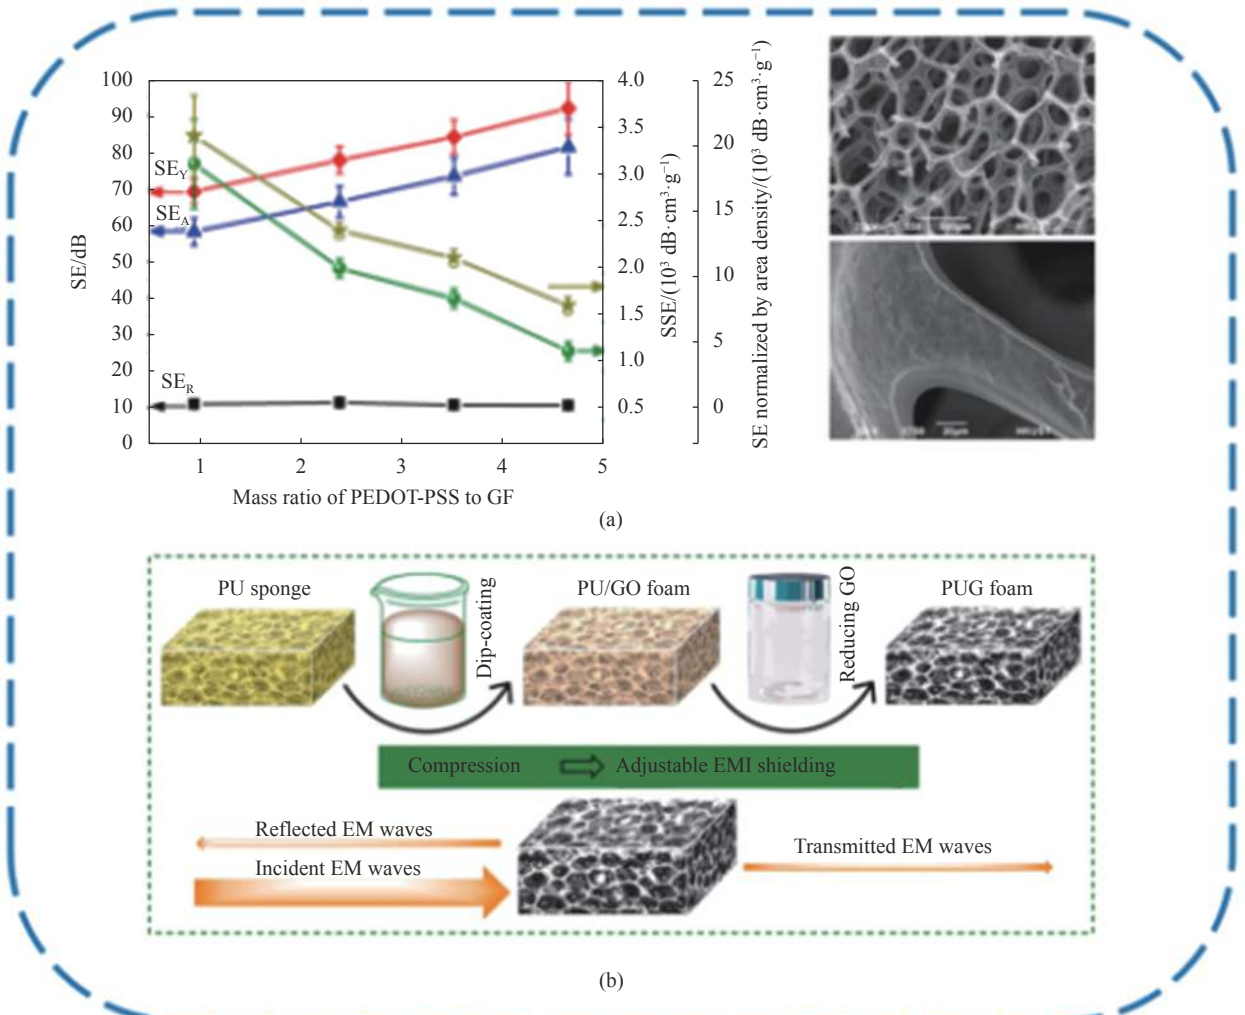 100
90
80
70
60
50
40
30
20
10
0
SE/dB
SE_Y
SE_A
SE_R
1
2
3
4
5
Mass ratio of PEDOT-PSS to GF
4.0
3.5
3.0
2.5
2.0
1.5
1.0
0.5
SSE/(10³ dB·cm³·g⁻¹)
25
20
15
10
5
0
SE normalized by area density/(10³ dB·cm³·g⁻¹)
(a)
PU sponge
Dip-coating
PU/GO foam
Reducing GO
PUG foam
Compression
Adjustable EMI shielding
Reflected EM waves
Incident EM waves
Transmitted EM waves
(b)